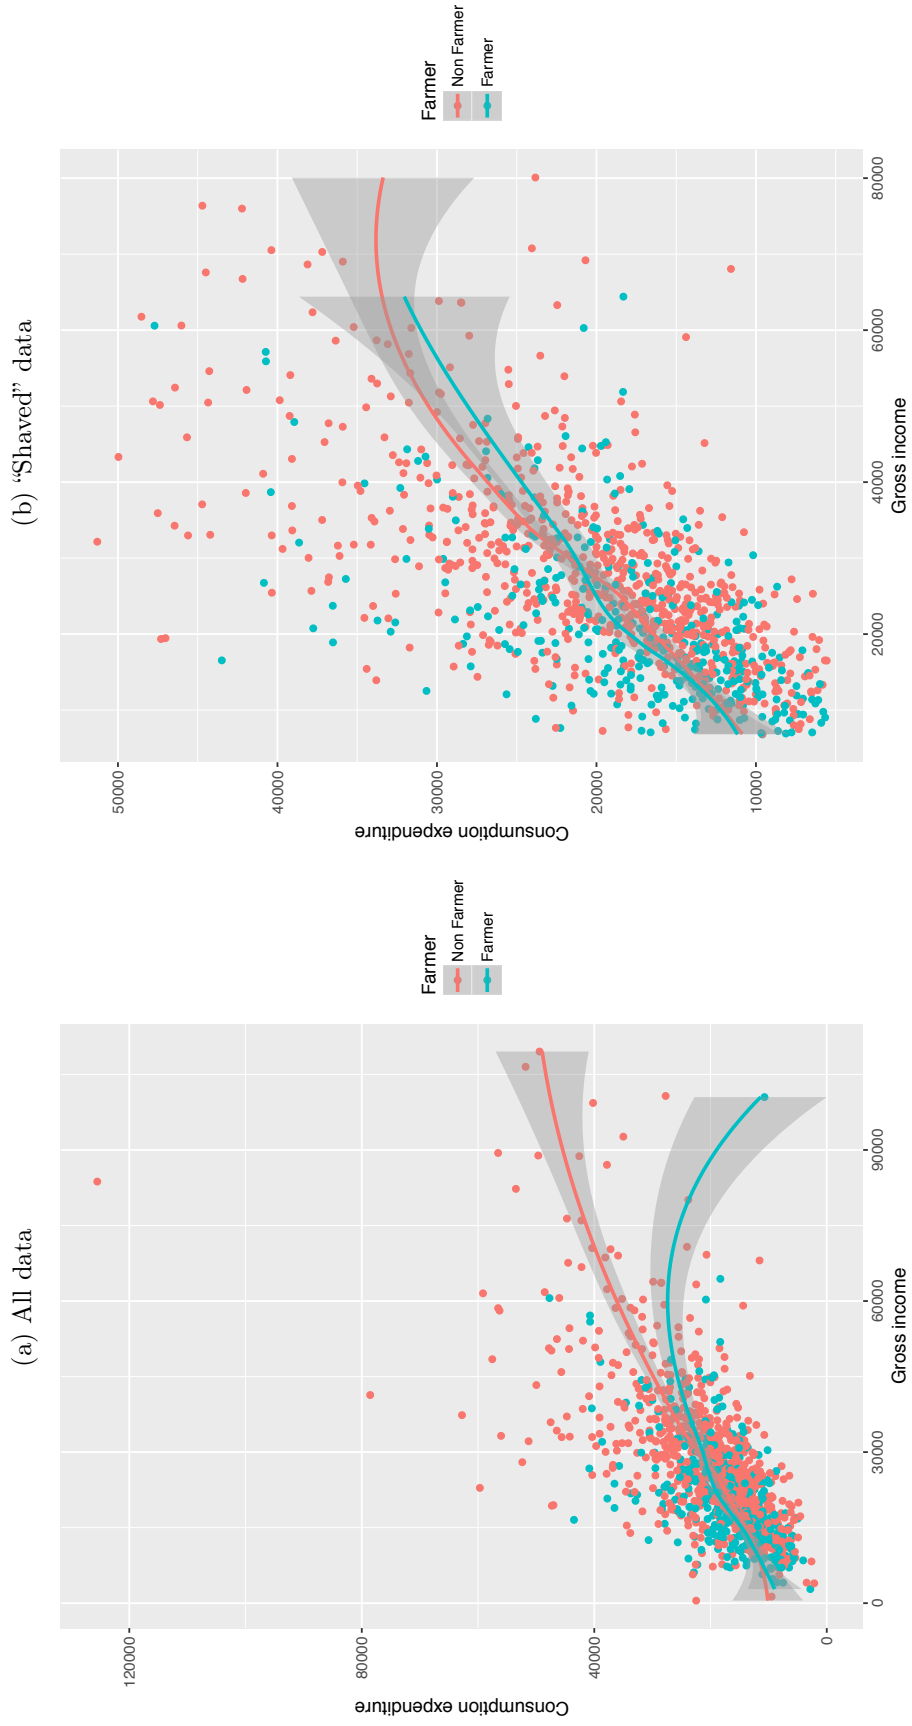 (a) All data
120000
80000
40000
0
Consumption expenditure
0
30000
60000
90000
Gross income
Farmer
Non Farmer
Farmer
(b) “Shaved” data
50000
40000
30000
20000
10000
Consumption expenditure
20000
40000
60000
80000
Gross income
Farmer
Non Farmer
Farmer